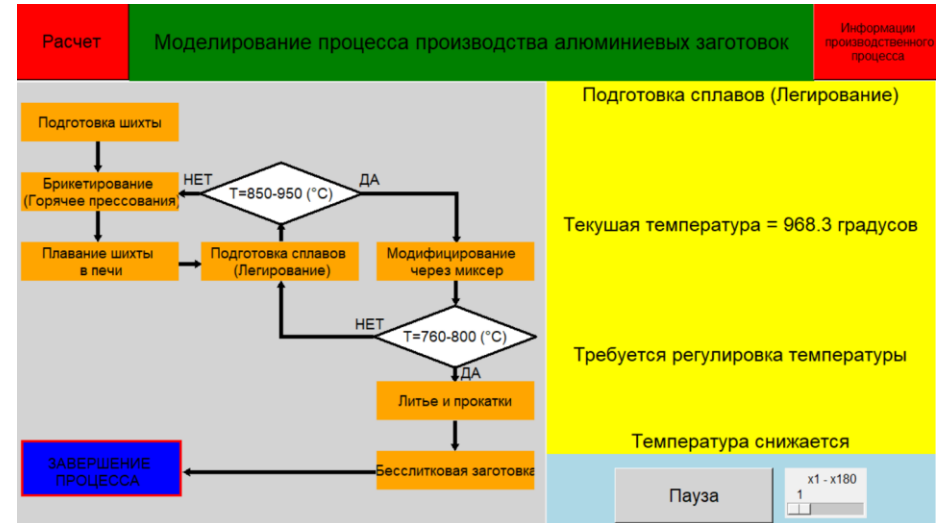 Расчет
Моделирование процесса производства алюминиевых заготовок
Информации
производственного
процесса
Подготовка шихты
Брикетирование
(Горячее прессования)
Плавание шихты
в печи
НЕТ
T=850-950 (°C)
ДА
Подготовка сплавов
(Легирование)
Модифицирование
через миксер
НЕТ
T=760-800 (°C)
ДА
Литье и прокатки
Бесслитковая заготовка
ЗАВЕРШЕНИЕ
ПРОЦЕССА
Подготовка сплавов (Легирование)
Текушая температура = 968.3 градусов
Требуется регулировка температуры
Температура снижается
Пауза
x1 - x180
1